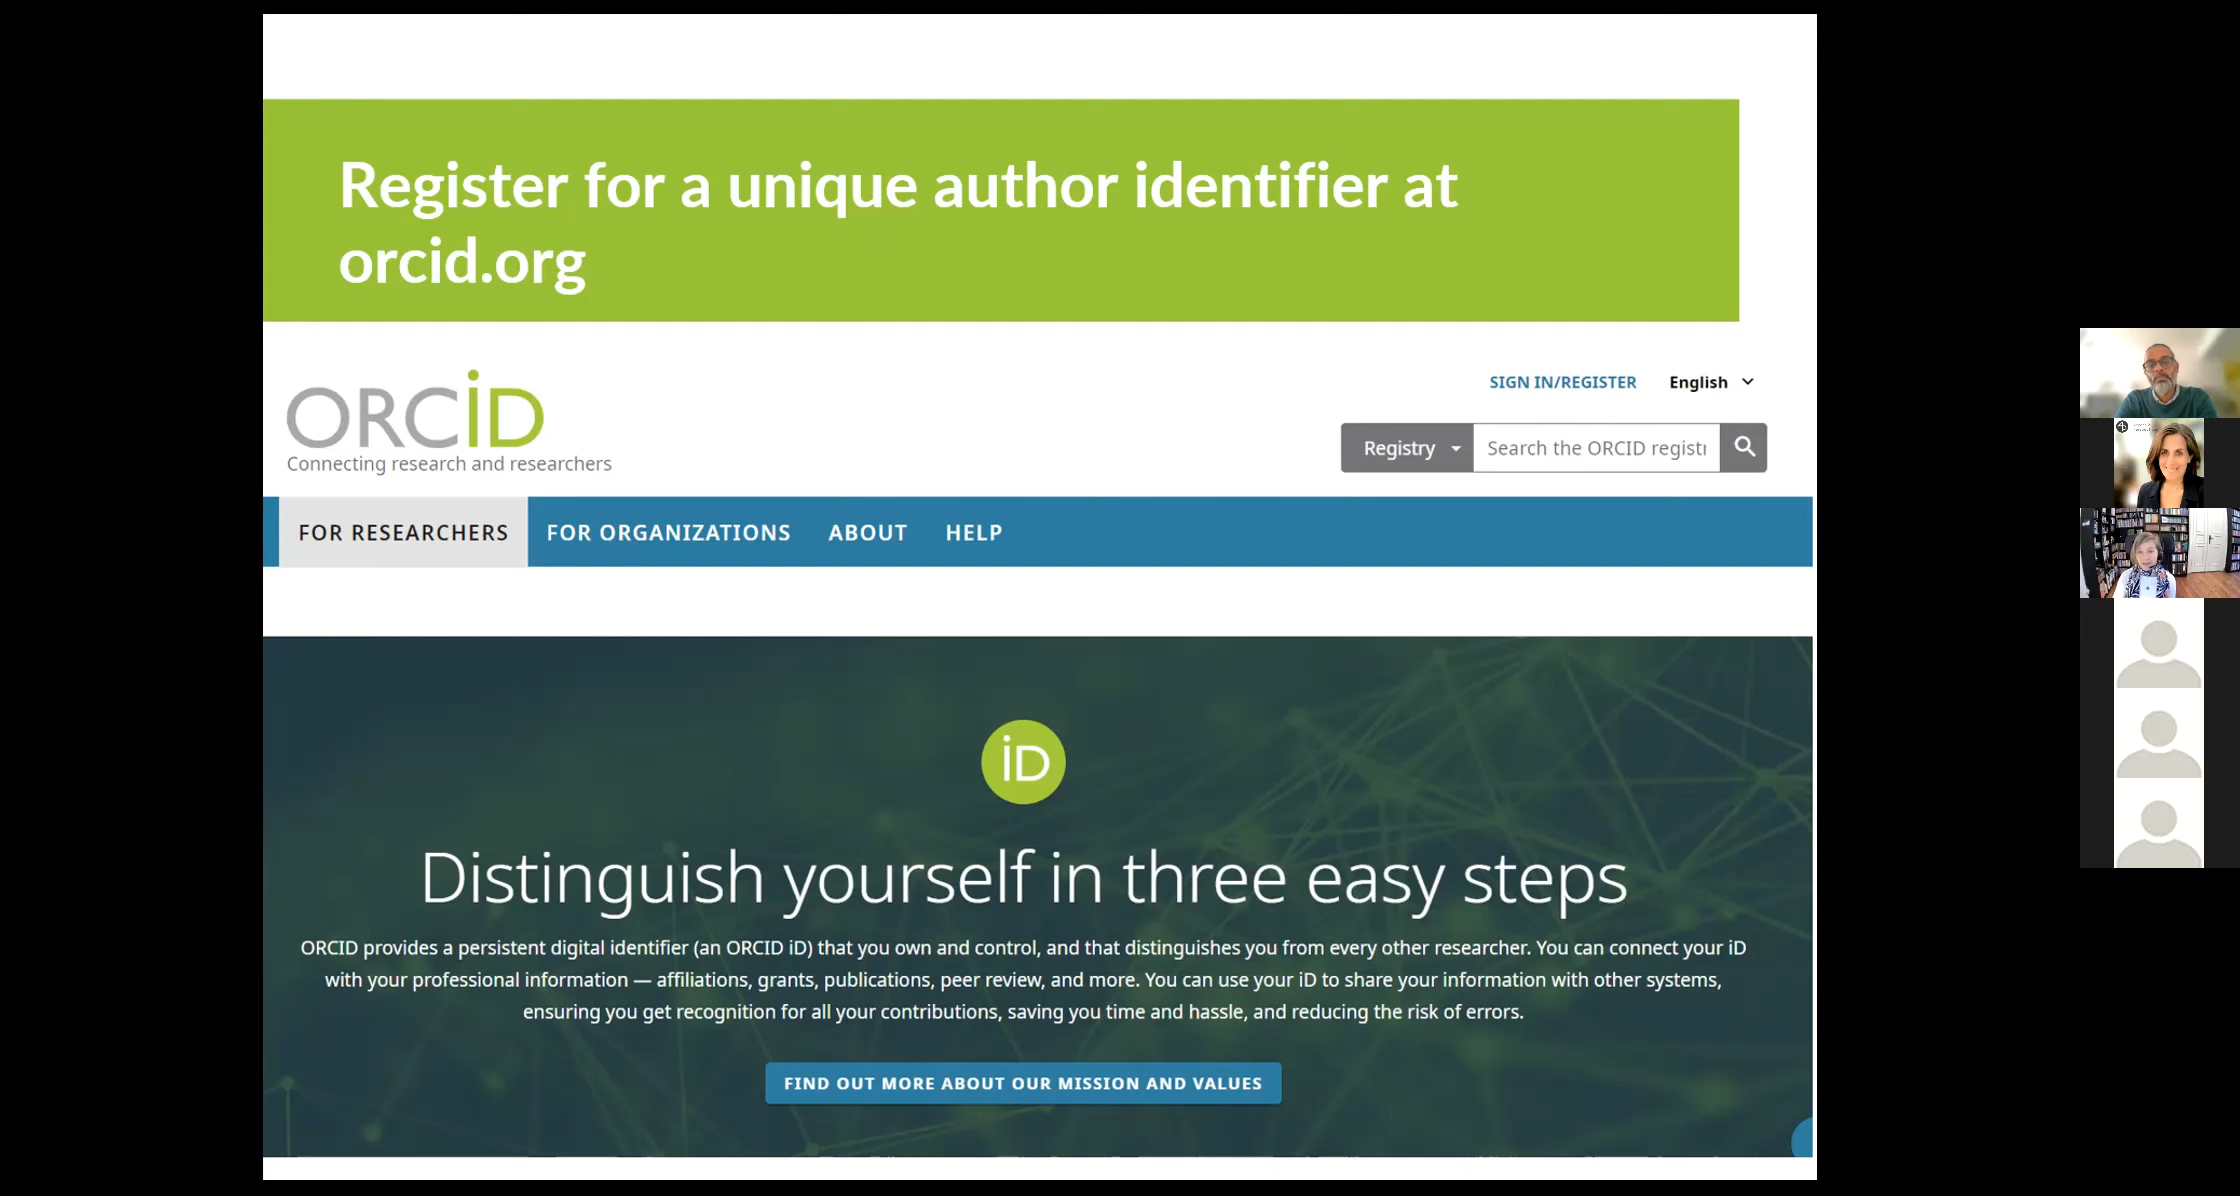 Register for a unique author identifier at
orcid.org
ORCiD
Connecting research and researchers
SIGN IN/REGISTER English
Registry Search the ORCID registr
FOR RESEARCHERS FOR ORGANIZATIONS ABOUT HELP
iD
Distinguish yourself in three easy steps
ORCID provides a persistent digital identifier (an ORCID iD) that you own and control, and that distinguishes you from every other researcher. You can connect your iD
with your professional information — affiliations, grants, publications, peer review, and more. You can use your iD to share your information with other systems,
ensuring you get recognition for all your contributions, saving you time and hassle, and reducing the risk of errors.
FIND OUT MORE ABOUT OUR MISSION AND VALUES